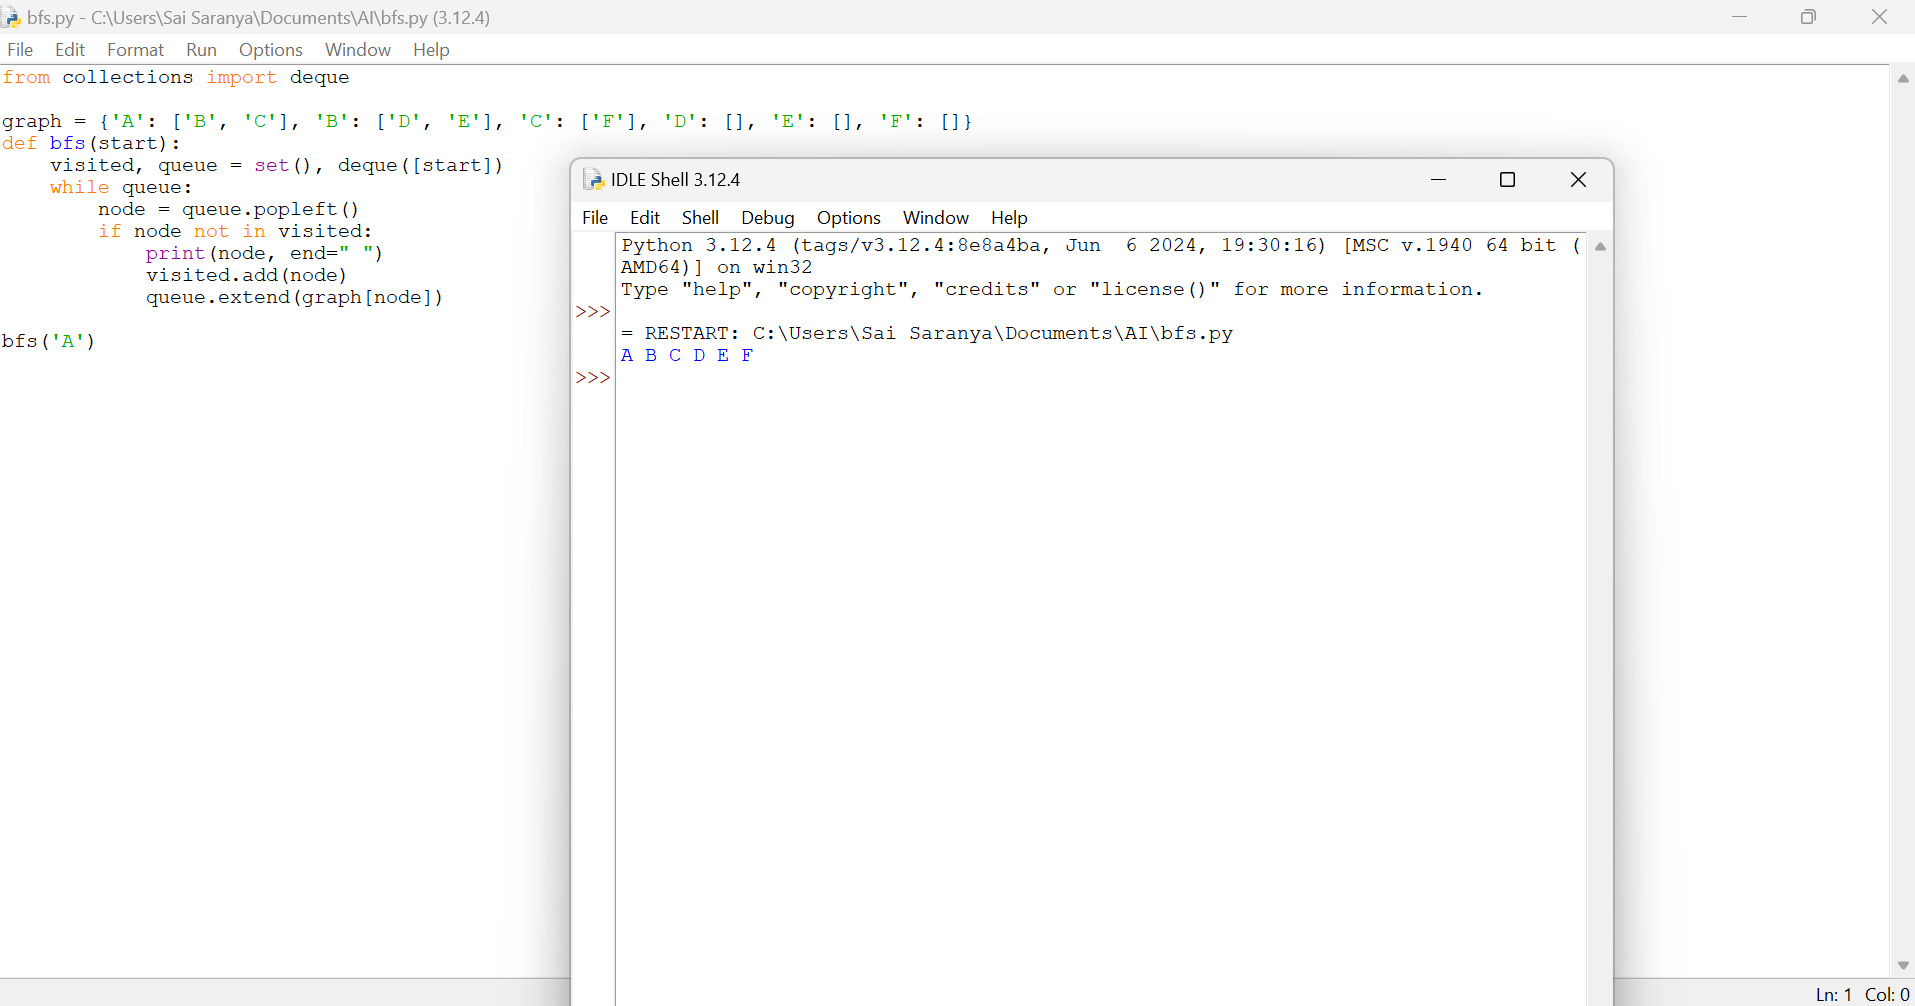 bfs.py - C:\Users\Sai Saranya\Documents\AI\bfs.py (3.12.4)
File Edit Format Run Options Window Help
from collections import deque
graph = {'A': ['B', 'C'], 'B': ['D', 'E'], 'C': ['F'], 'D': [], 'E': [], 'F': []}
def bfs(start):
    visited, queue = set(), deque([start])
    while queue:
        node = queue.popleft()
        if node not in visited:
            print(node, end=" ")
            visited.add(node)
            queue.extend(graph[node])
bfs('A')
IDLE Shell 3.12.4
File Edit Shell Debug Options Window Help
Python 3.12.4 (tags/v3.12.4:8e8a4ba, Jun  6 2024, 19:30:16) [MSC v.1940 64 bit (
AMD64)] on win32
Type "help", "copyright", "credits" or "license()" for more information.
>>>
= RESTART: C:\Users\Sai Saranya\Documents\AI\bfs.py
A B C D E F
>>>
Ln: 1 Col: 0